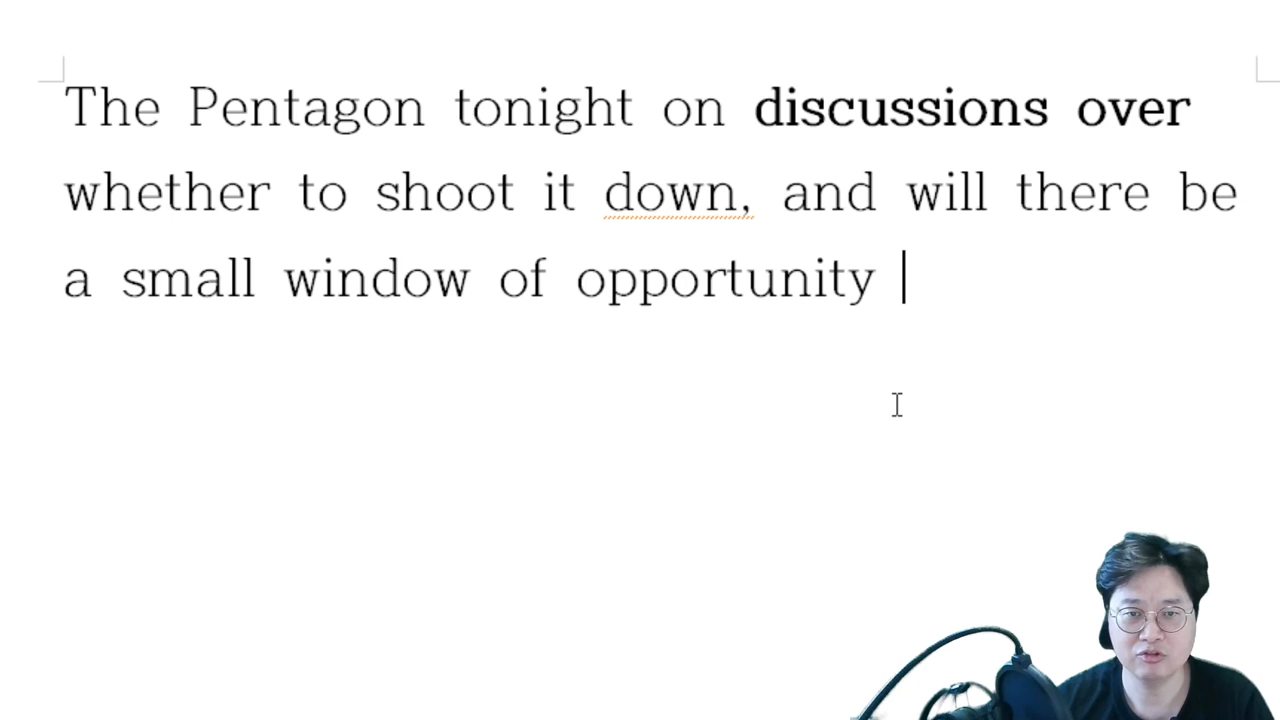 The Pentagon tonight on discussions over
whether to shoot it down, and will there be
a small window of opportunity